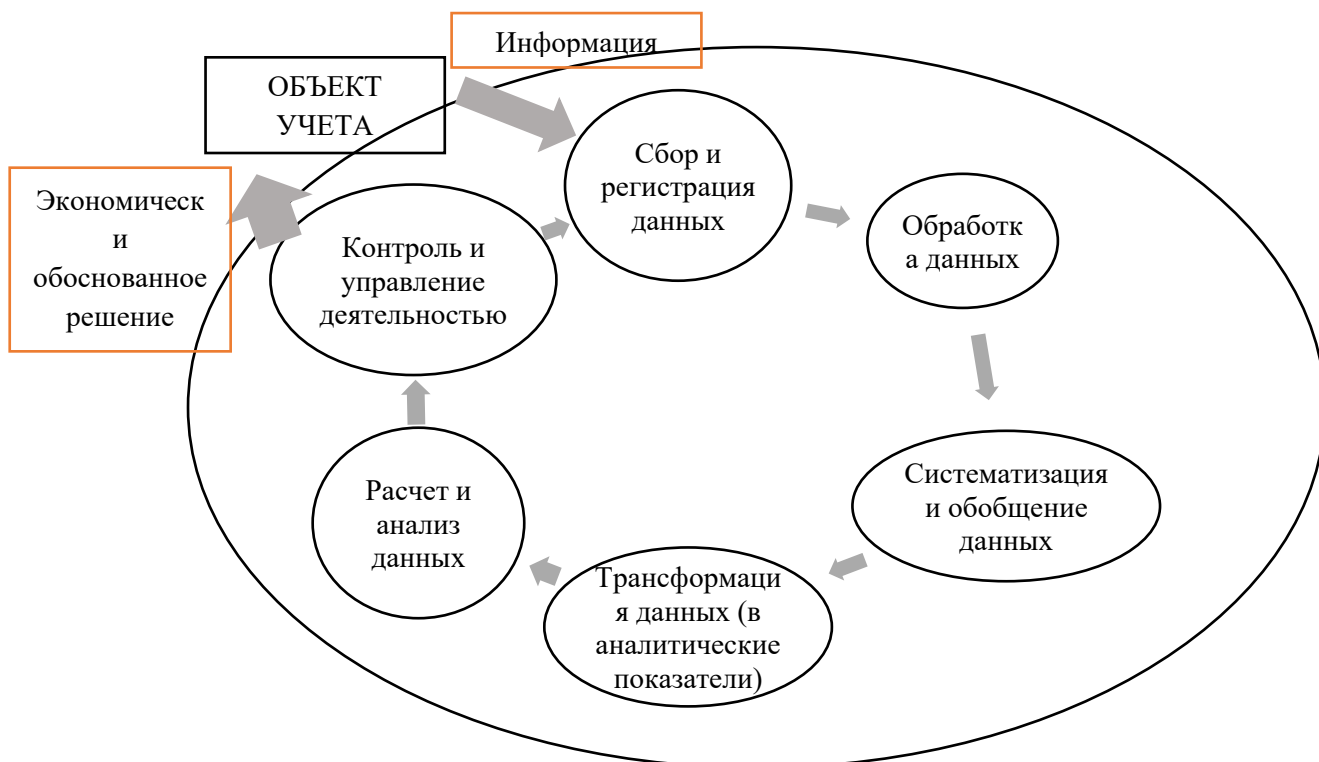 Информация
ОБЪЕКТ
УЧЕТА
Экономическ
и
обоснованное
решение
Сбор и
регистрация
данных
Обработк
а данных
Систематизация
и обобщение
данных
Трансформаци
я данных (в
аналитические
показатели)
Расчет и
анализ
данных
Контроль и
управление
деятельностью